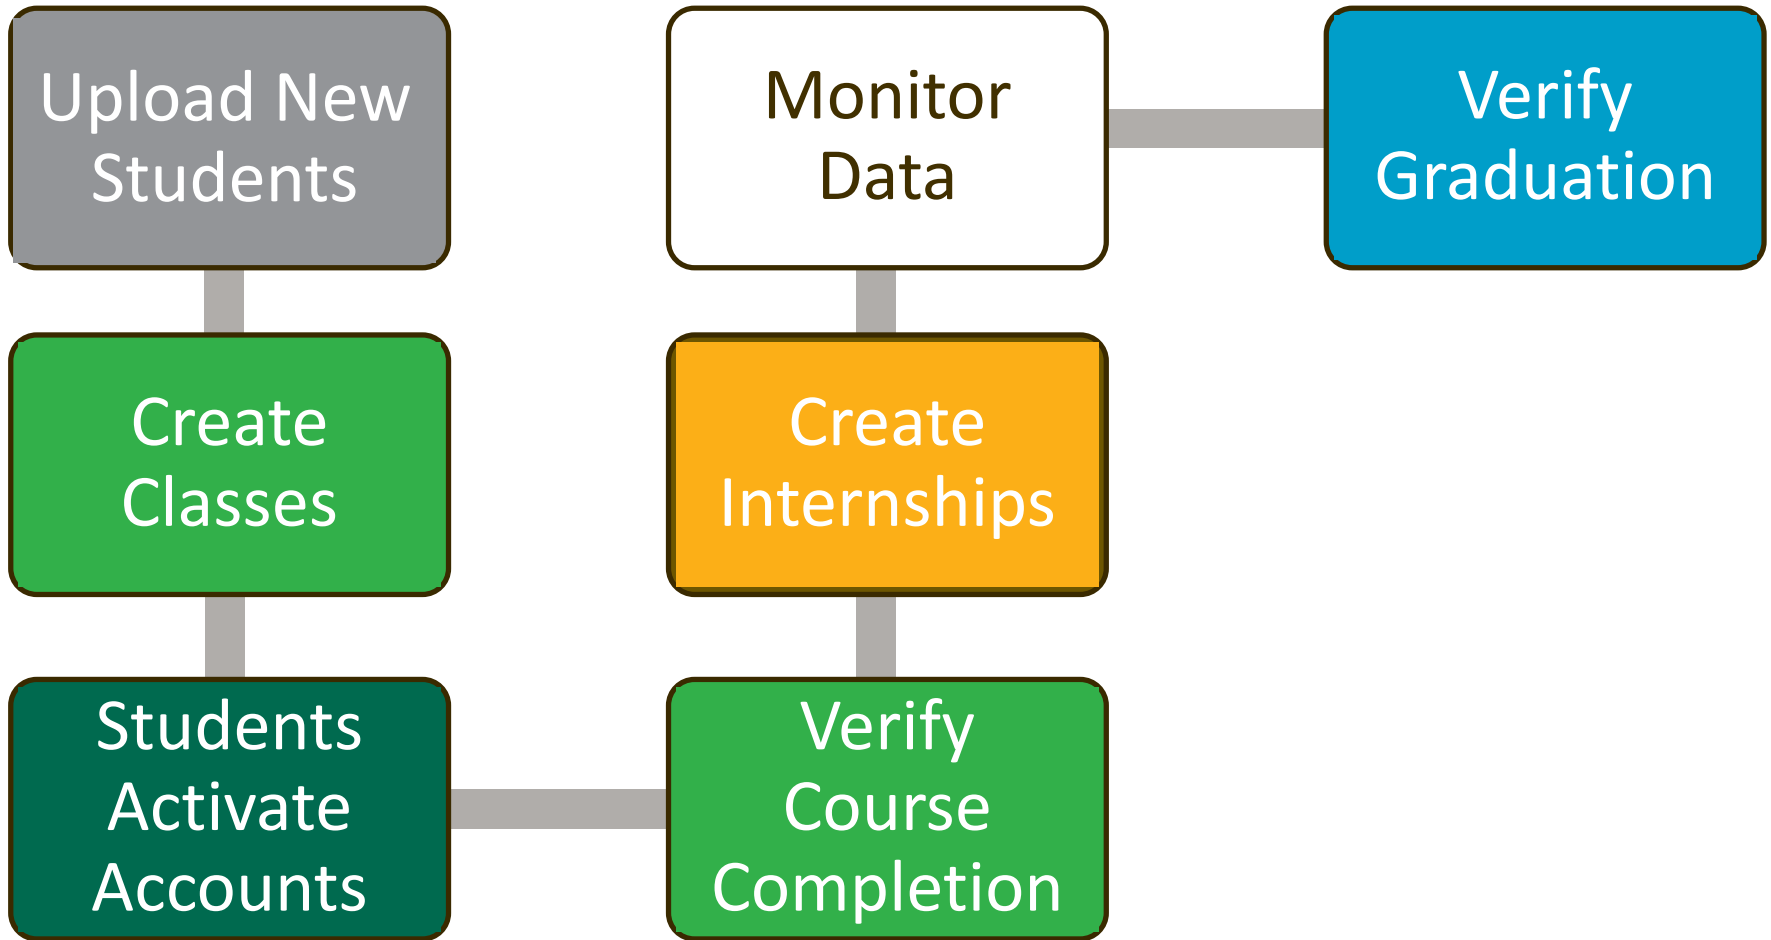 Upload New
Students
Create
Classes
Students
Activate
Accounts
Verify
Course
Completion
Create
Internships
Monitor
Data
Verify
Graduation